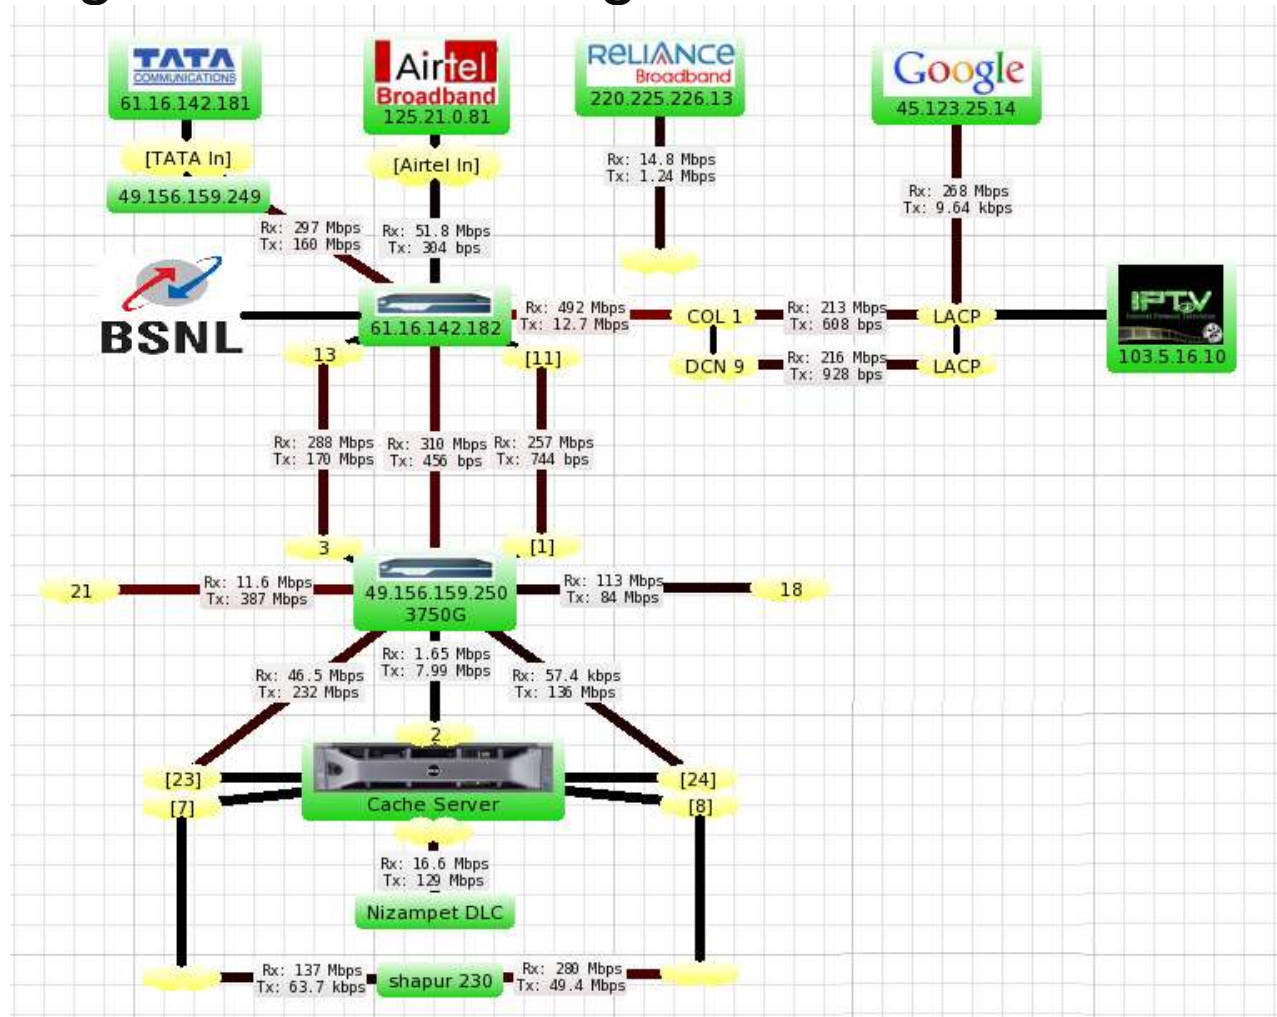 TATA
COMMUNICATIONS
61.16.142.181
Airtel
Broadband
125.21.0.81
RELIANCE
Broadband
220.225.226.13
Google
45.123.25.14
[TATA In]
[Airtel In]
49.156.159.249
Rx: 14.8 Mbps
Tx: 1.24 Mbps
Rx: 268 Mbps
Tx: 9.64 kbps
Rx: 297 Mbps
Tx: 160 Mbps
Rx: 51.8 Mbps
Tx: 304 bps
BSNL
61.16.142.182
Rx: 492 Mbps
Tx: 12.7 Mbps
COL 1
Rx: 213 Mbps
Tx: 608 bps
LACP
IPTV
103.5.16.10
13
[11]
DCN 9
Rx: 216 Mbps
Tx: 928 bps
LACP
Rx: 288 Mbps
Tx: 170 Mbps
Rx: 310 Mbps
Tx: 456 bps
Rx: 257 Mbps
Tx: 744 bps
3
[1]
21
Rx: 11.6 Mbps
Tx: 387 Mbps
49.156.159.250
3750G
Rx: 113 Mbps
Tx: 84 Mbps
18
Rx: 46.5 Mbps
Tx: 232 Mbps
Rx: 1.65 Mbps
Tx: 7.99 Mbps
Rx: 57.4 kbps
Tx: 136 Mbps
2
[23]
[24]
[7]
Cache Server
[8]
Rx: 16.6 Mbps
Tx: 129 Mbps
Nizampet DLC
Rx: 137 Mbps
Tx: 63.7 kbps
shapur 230
Rx: 280 Mbps
Tx: 49.4 Mbps